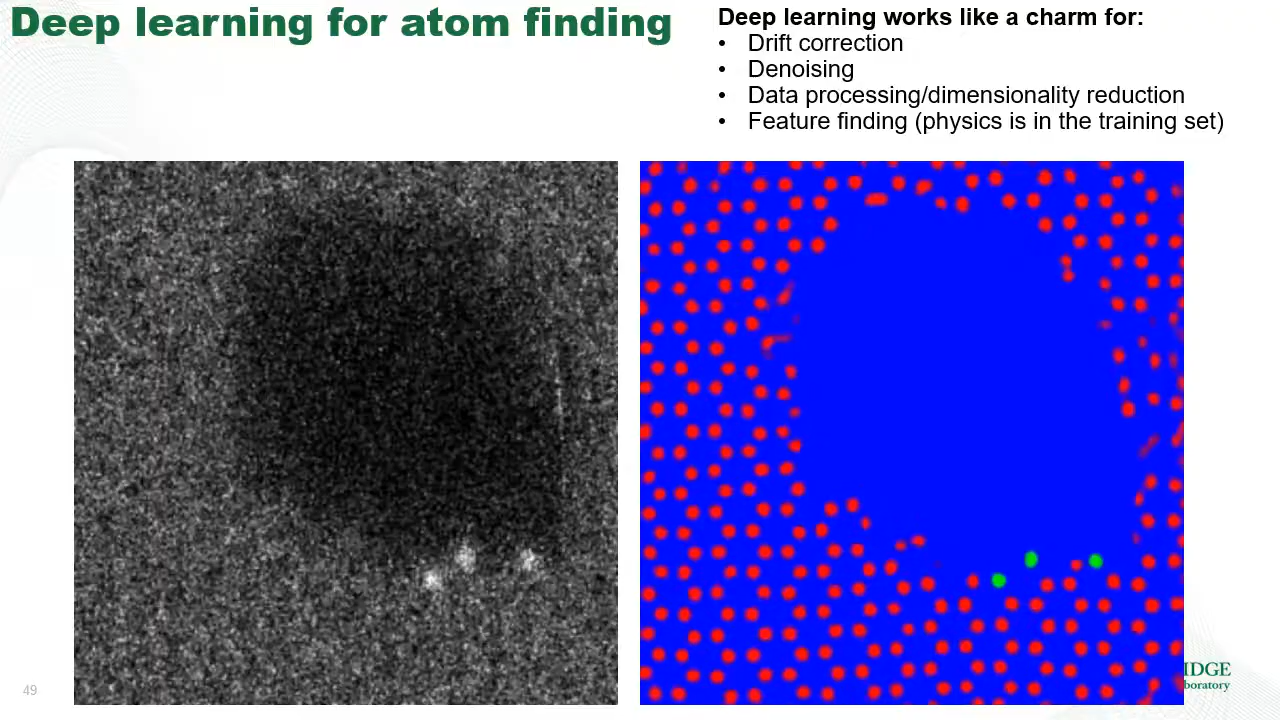 Deep learning for atom finding
Deep learning works like a charm for:
• Drift correction
• Denoising
• Data processing/dimensionality reduction
• Feature finding (physics is in the training set)
49
IDGE
boratory